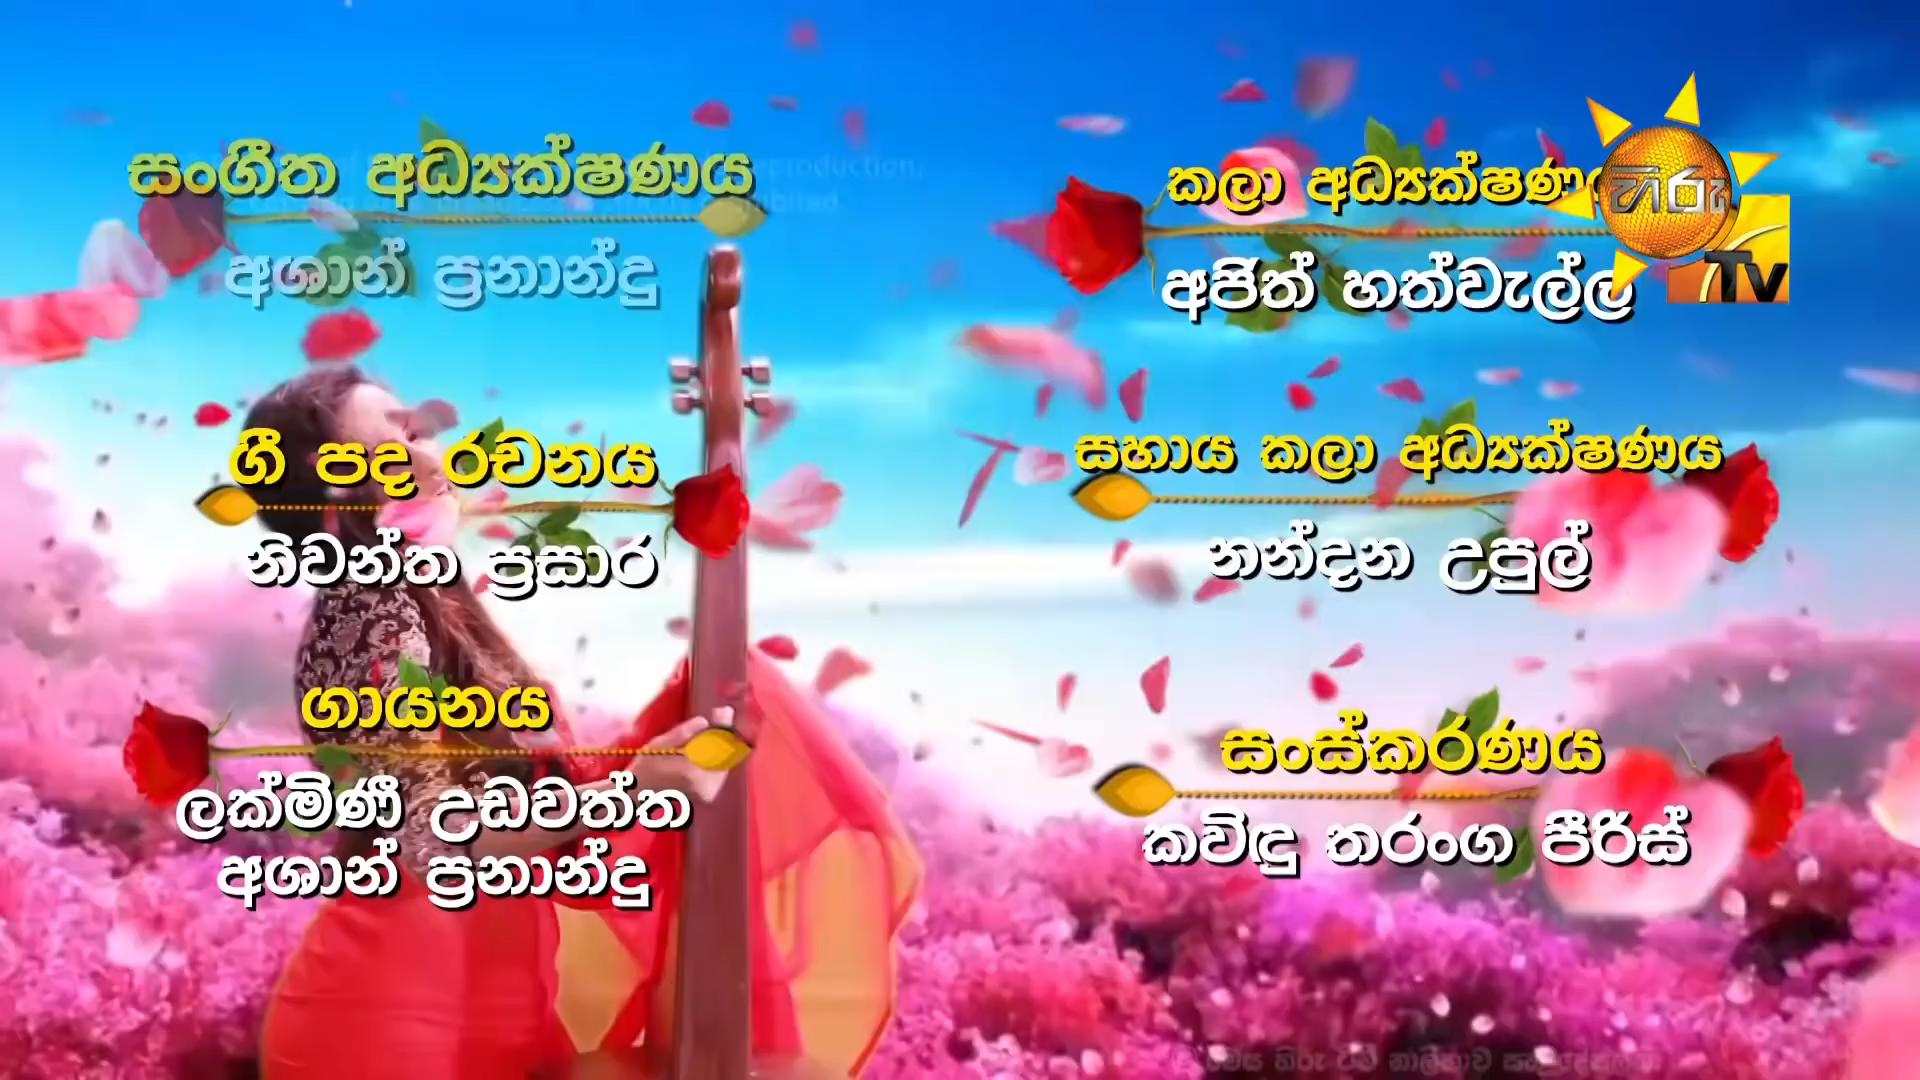 සංගීත අධ්‍යක්ෂණය
අශාන් ප්‍රනාන්දු
ගී පද රචනය
නිවන්ත ප්‍රසාර
ගායනය
ලක්මිණී උඩවත්ත
අශාන් ප්‍රනාන්දු
කලා අධ්‍යක්ෂණය
අජිත් හත්වැල්ල
සහාය කලා අධ්‍යක්ෂණය
නන්දන උපුල්
සංස්කරණය
කවිඳු තරංග පීරිස්
හිරු
TV